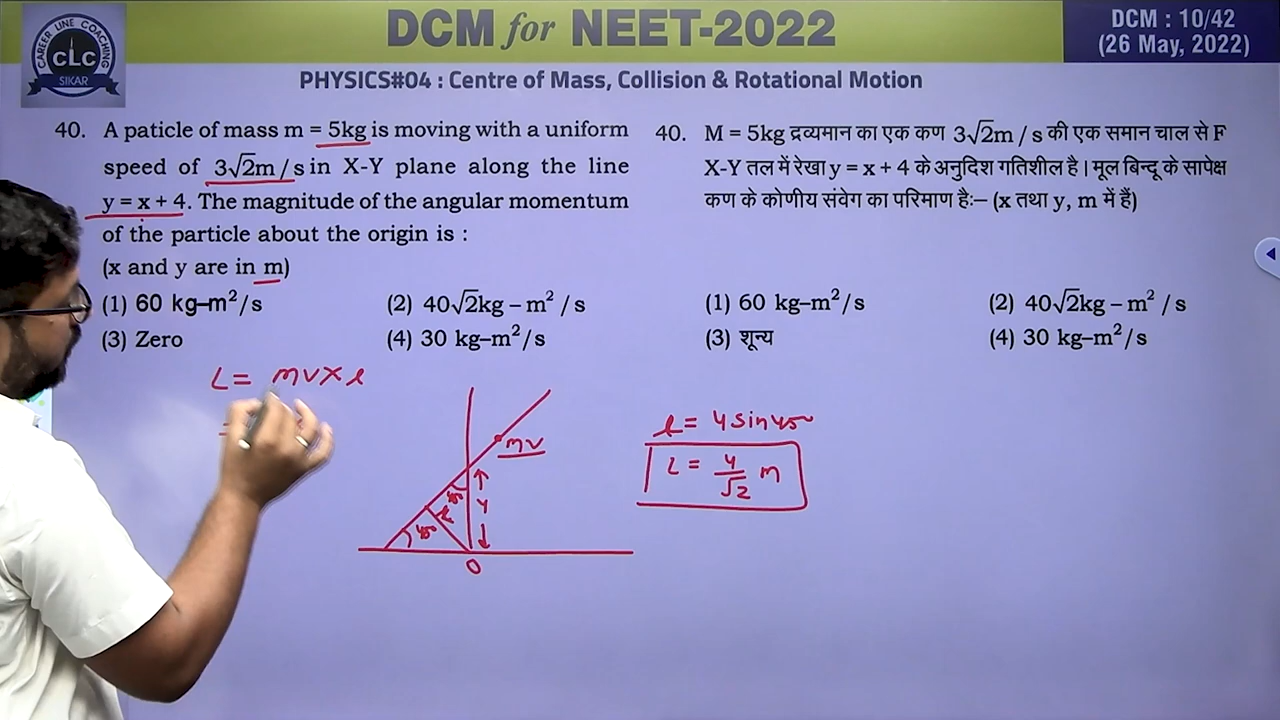 DCM for NEET-2022
DCM : 10/42
(26 May, 2022)
CAREER LINE COACHING
CLC
SIKAR
PHYSICS#04 : Centre of Mass, Collision & Rotational Motion
40. A paticle of mass m = 5kg is moving with a uniform
speed of 3√2m / s in X-Y plane along the line
y = x + 4. The magnitude of the angular momentum
of the particle about the origin is :
(x and y are in m)
(1) 60 kg–m²/s
(2) 40√2kg – m² / s
(3) Zero
(4) 30 kg–m²/s
40. M = 5kg द्रव्यमान का एक कण 3√2m / s की एक समान चाल से F
X-Y तल में रेखा y = x + 4 के अनुदिश गतिशील है। मूल बिन्दू के सापेक्ष
कण के कोणीय संवेग का परिमाण है:– (x तथा y, m में हैं)
(1) 60 kg–m²/s
(2) 40√2kg – m² / s
(3) शून्य
(4) 30 kg–m²/s
L = mv×l
=
mv
45°
45°
l
4
O
l = 4 sin45°
l = 4/√2 m